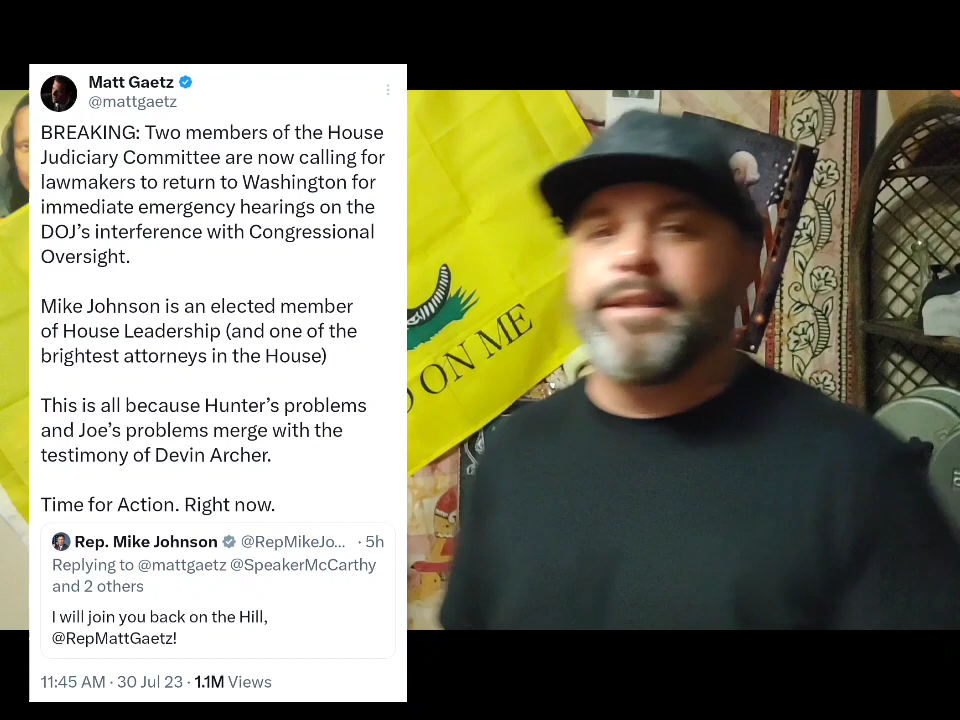 Matt Gaetz
@mattgaetz
BREAKING: Two members of the House
Judiciary Committee are now calling for
lawmakers to return to Washington for
immediate emergency hearings on the
DOJ’s interference with Congressional
Oversight.
Mike Johnson is an elected member
of House Leadership (and one of the
brightest attorneys in the House)
This is all because Hunter’s problems
and Joe’s problems merge with the
testimony of Devin Archer.
Time for Action. Right now.
Rep. Mike Johnson @RepMikeJo... · 5h
Replying to @mattgaetz @SpeakerMcCarthy
and 2 others
I will join you back on the Hill,
@RepMattGaetz!
11:45 AM · 30 Jul 23 · 1.1M Views
ON ME